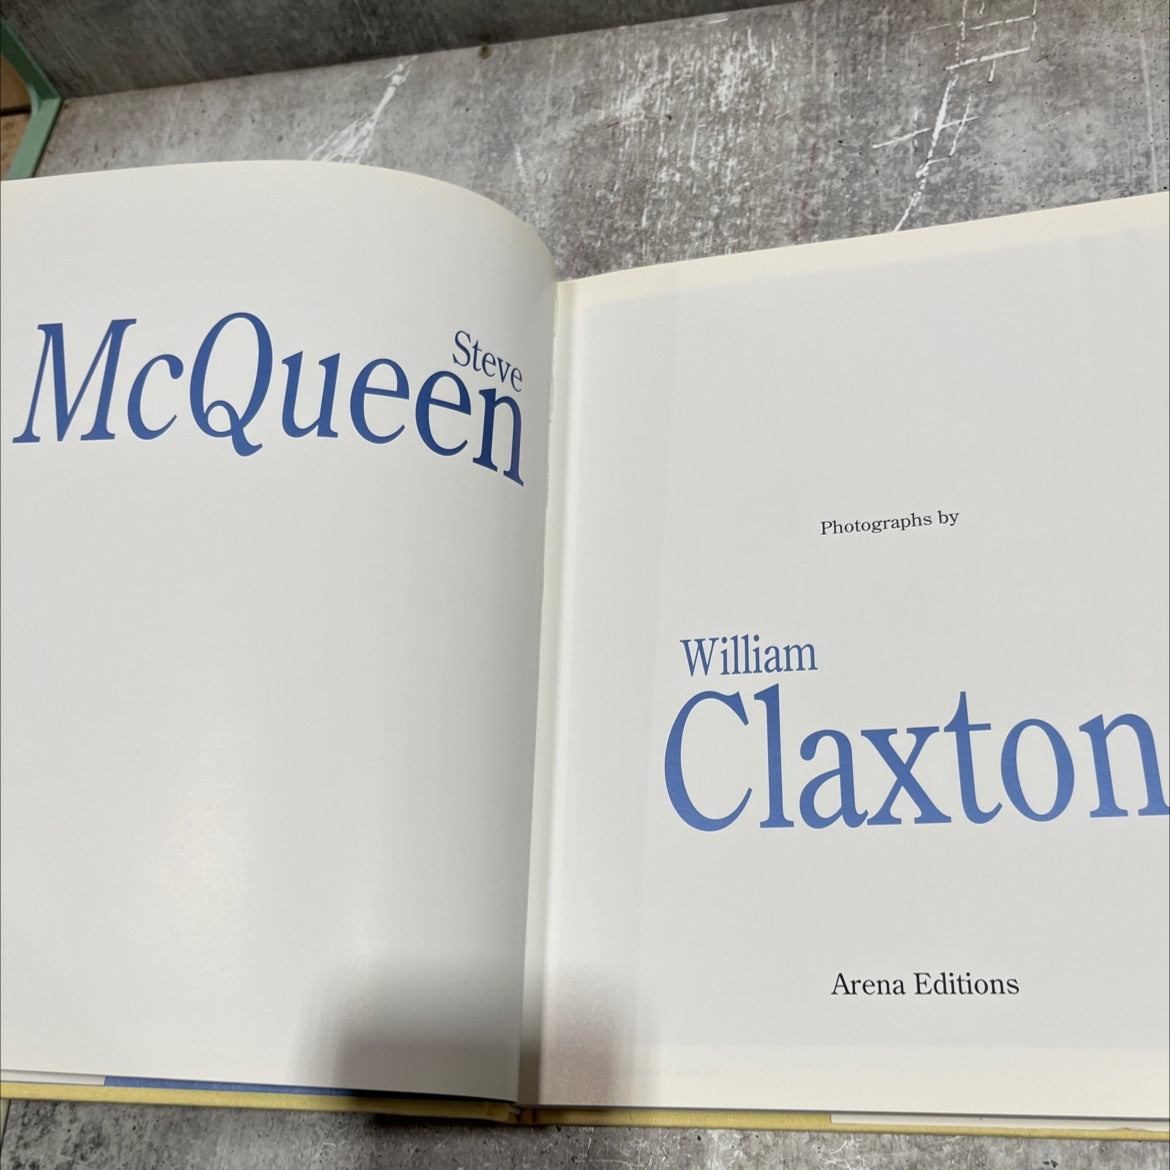 Steve
McQueen
Photographs by
William
Claxton
Arena Editions